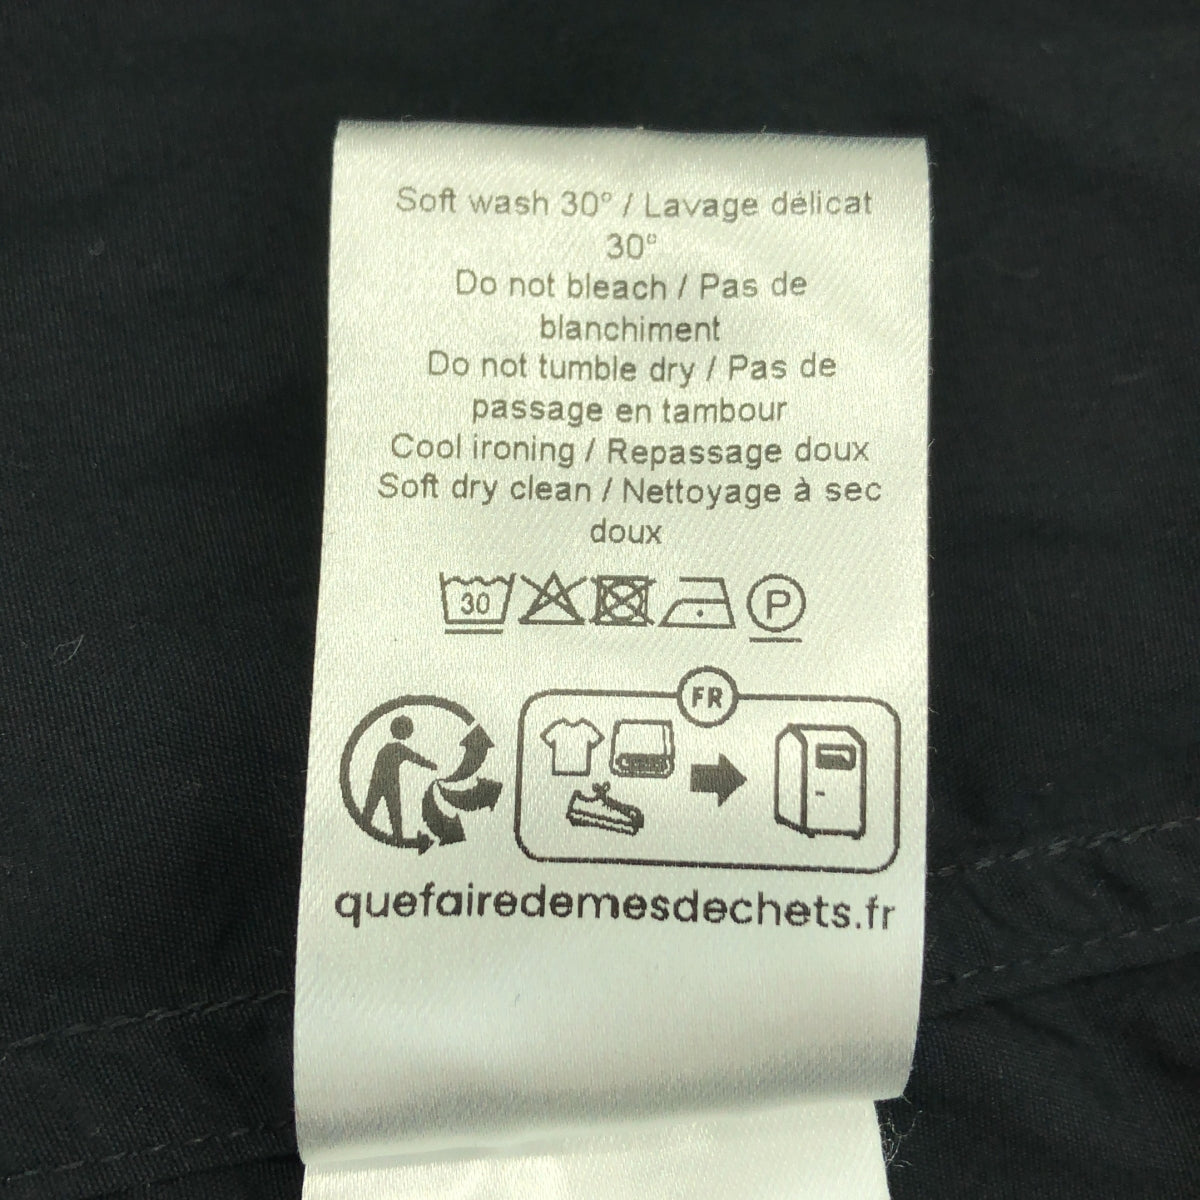 Soft wash 30° / Lavage délicat
30°
Do not bleach / Pas de
blanchiment
Do not tumble dry / Pas de
passage en tambour
Cool ironing / Repassage doux
Soft dry clean / Nettoyage à sec
doux
30 P
FR
quefairedemesdechets.fr